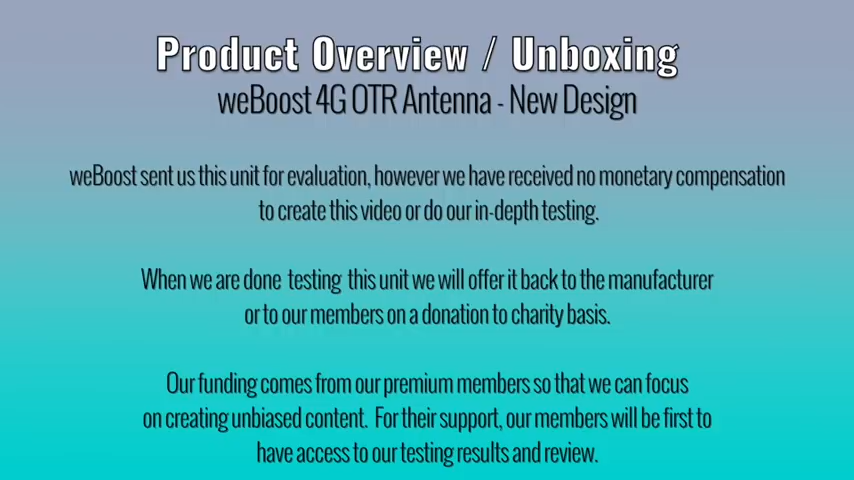 Product Overview / Unboxing
weBoost 4G OTR Antenna - New Design
weBoost sent us this unit for evaluation, however we have received no monetary compensation
to create this video or do our in-depth testing.
When we are done testing this unit we will offer it back to the manufacturer
or to our members on a donation to charity basis.
Our funding comes from our premium members so that we can focus
on creating unbiased content. For their support, our members will be first to
have access to our testing results and review.